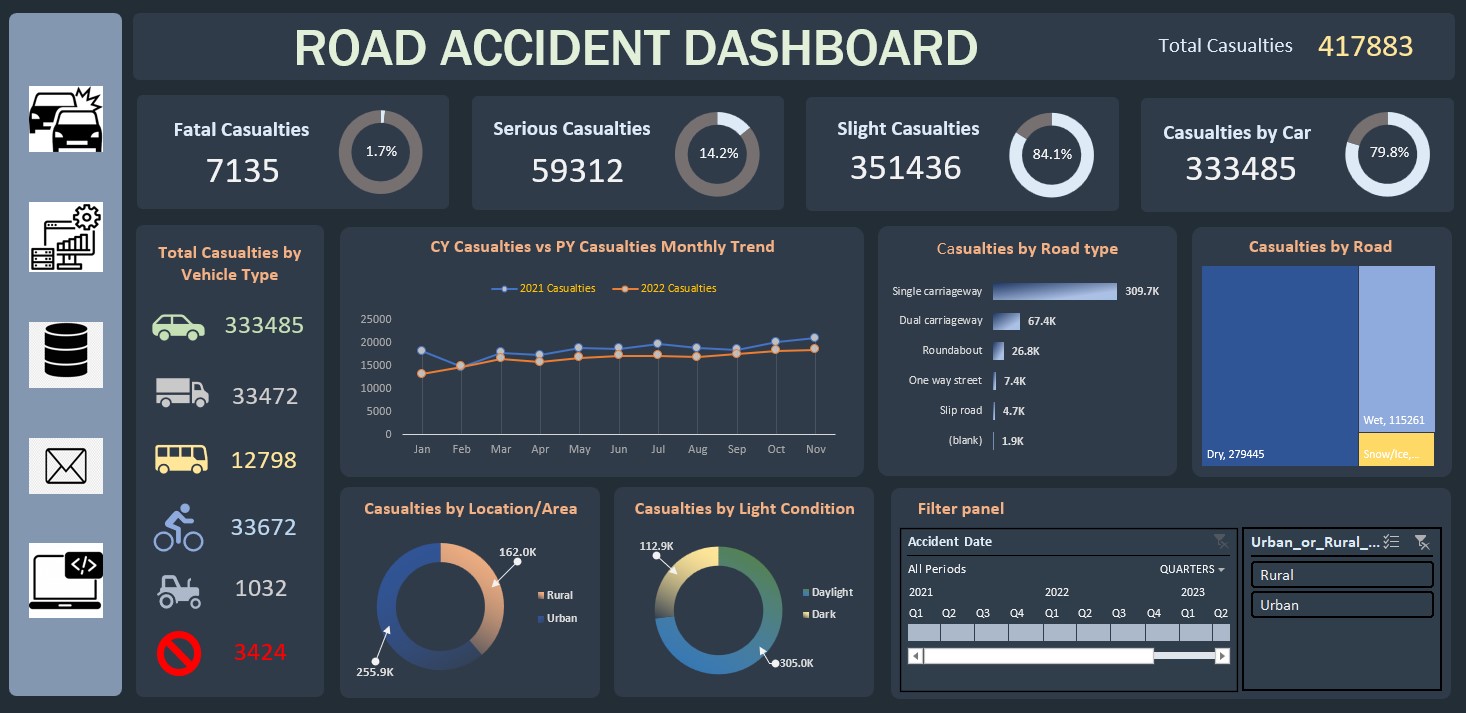 ROAD ACCIDENT DASHBOARD
Total Casualties 417883
Fatal Casualties
7135
1.7%
Serious Casualties
59312
14.2%
Slight Casualties
351436
84.1%
Casualties by Car
333485
79.8%
Total Casualties by
Vehicle Type
333485
33472
12798
33672
1032
3424
CY Casualties vs PY Casualties Monthly Trend
2021 Casualties 2022 Casualties
25000
20000
15000
10000
5000
0
Jan Feb Mar Apr May Jun Jul Aug Sep Oct Nov
Casualties by Road type
Single carriageway 309.7K
Dual carriageway 67.4K
Roundabout 26.8K
One way street 7.4K
Slip road 4.7K
(blank) 1.9K
Casualties by Road
Dry, 279445
Wet, 115261
Snow/Ice,...
Casualties by Location/Area
162.0K
Rural
Urban
255.9K
Casualties by Light Condition
112.9K
Daylight
Dark
305.0K
Filter panel
Accident Date
All Periods QUARTERS
2021 2022 2023
Q1 Q2 Q3 Q4 Q1 Q2 Q3 Q4 Q1 Q2
Urban_or_Rural_...
Rural
Urban